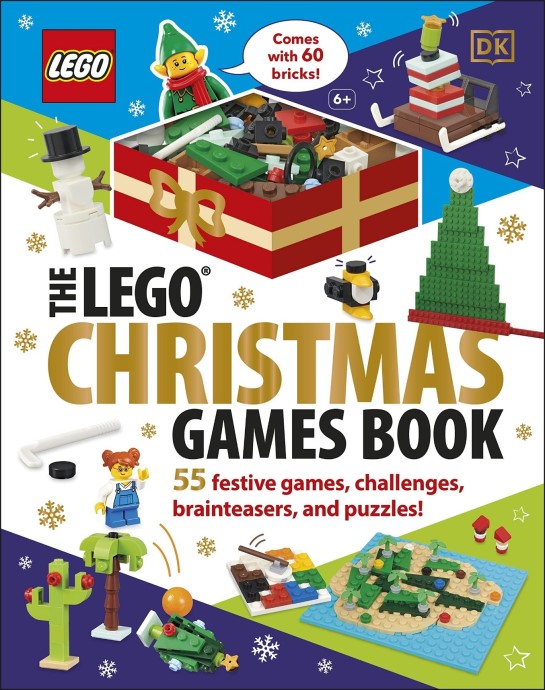 LEGO
Comes
with 60
bricks!
6+
DK
THE LEGO®
CHRISTMAS
GAMES BOOK
55 festive games, challenges,
brainteasers, and puzzles!